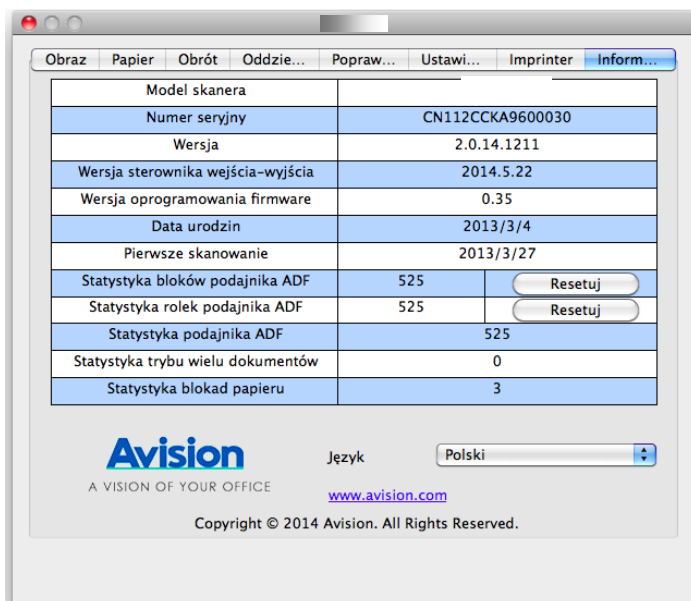 Obraz Papier Obrót Oddzie... Popraw... Ustawi... Imprinter Inform...
Model skanera
Numer seryjny CN112CCKA9600030
Wersja 2.0.14.1211
Wersja sterownika wejścia-wyjścia 2014.5.22
Wersja oprogramowania firmware 0.35
Data urodzin 2013/3/4
Pierwsze skanowanie 2013/3/27
Statystyka bloków podajnika ADF 525 Resetuj
Statystyka rolek podajnika ADF 525 Resetuj
Statystyka podajnika ADF 525
Statystyka trybu wielu dokumentów 0
Statystyka blokad papieru 3
Avision
A VISION OF YOUR OFFICE
Język Polski
www.avision.com
Copyright © 2014 Avision. All Rights Reserved.